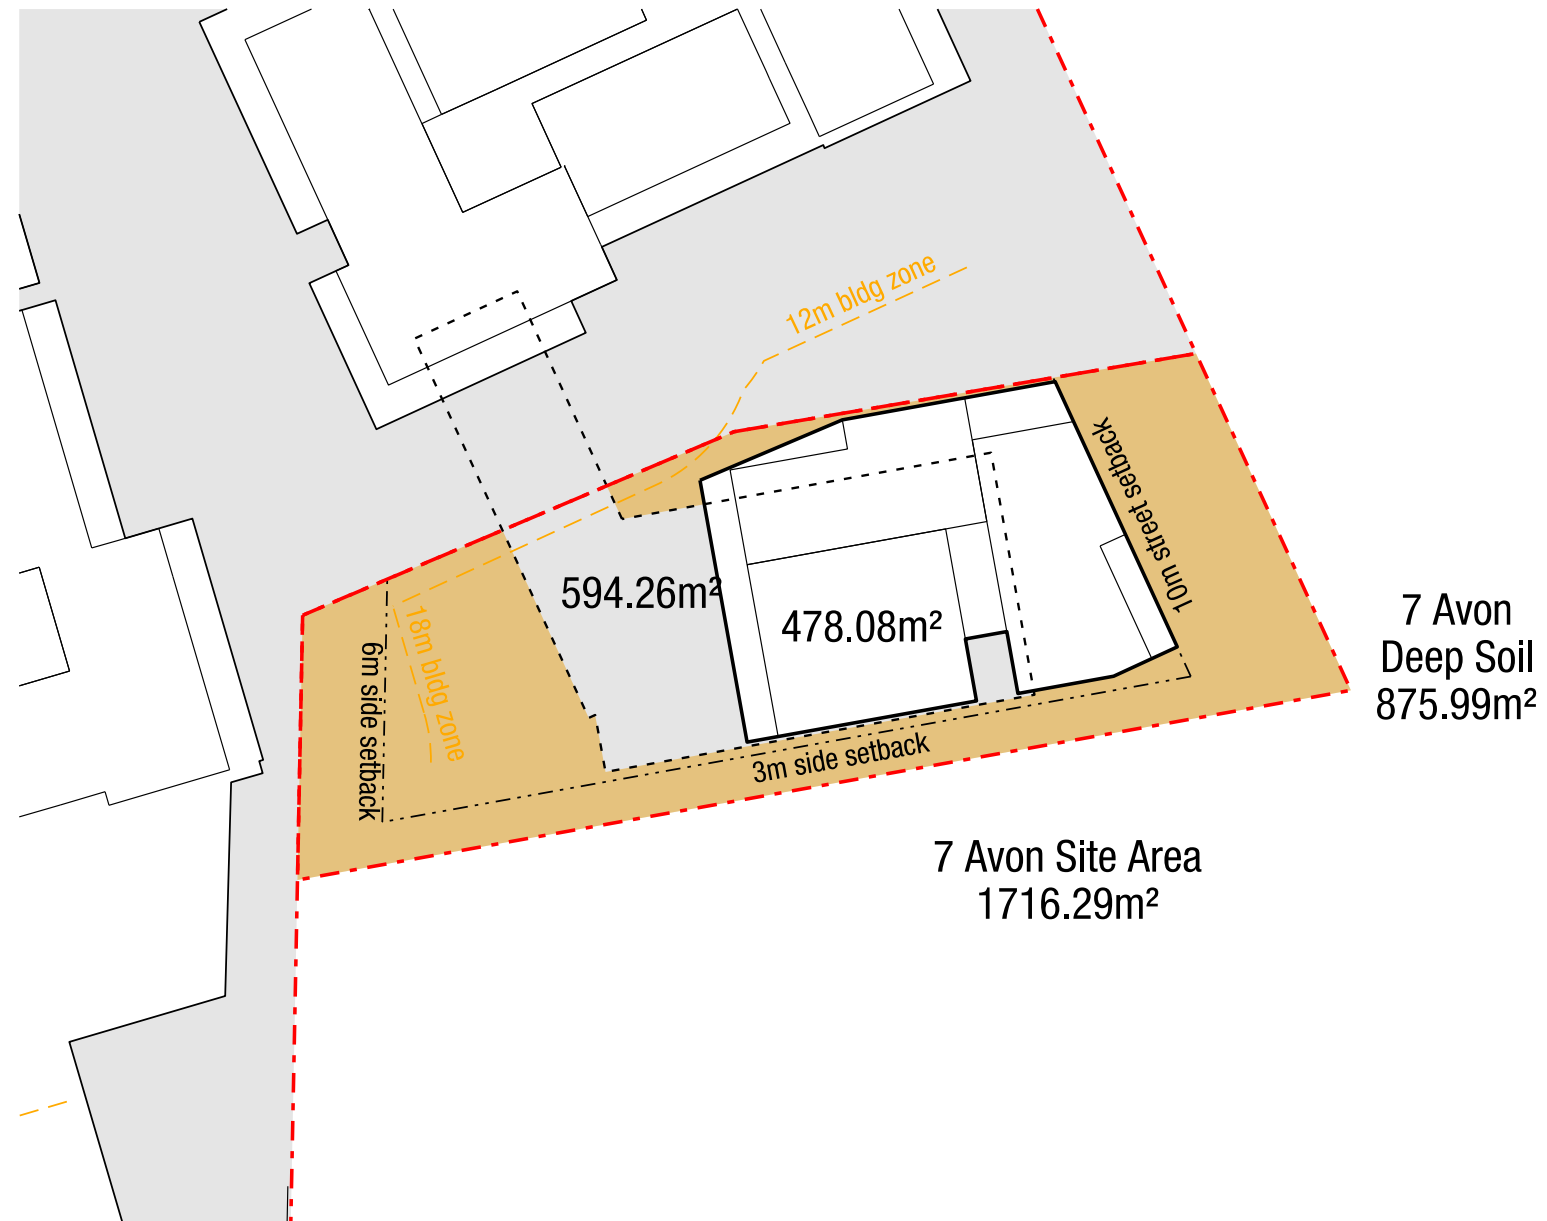 12m bldg zone
10m street setback
594.26m²
478.08m²
18m bldg zone
6m side setback
3m side setback
7 Avon
Deep Soil
875.99m²
7 Avon Site Area
1716.29m²